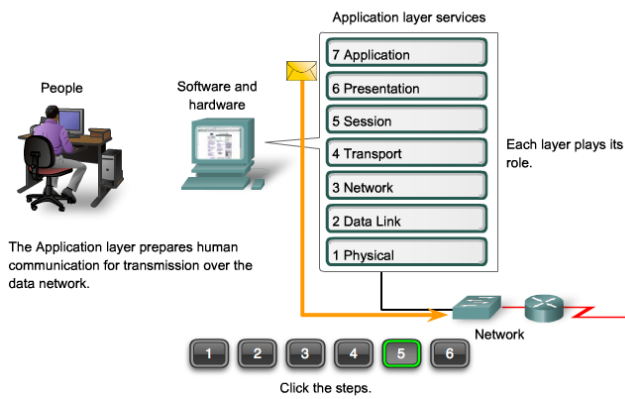 Application layer services
7 Application
6 Presentation
5 Session
4 Transport
3 Network
2 Data Link
1 Physical
People
Software and
hardware
Each layer plays its
role.
The Application layer prepares human
communication for transmission over the
data network.
Network
1 2 3 4 5 6
Click the steps.